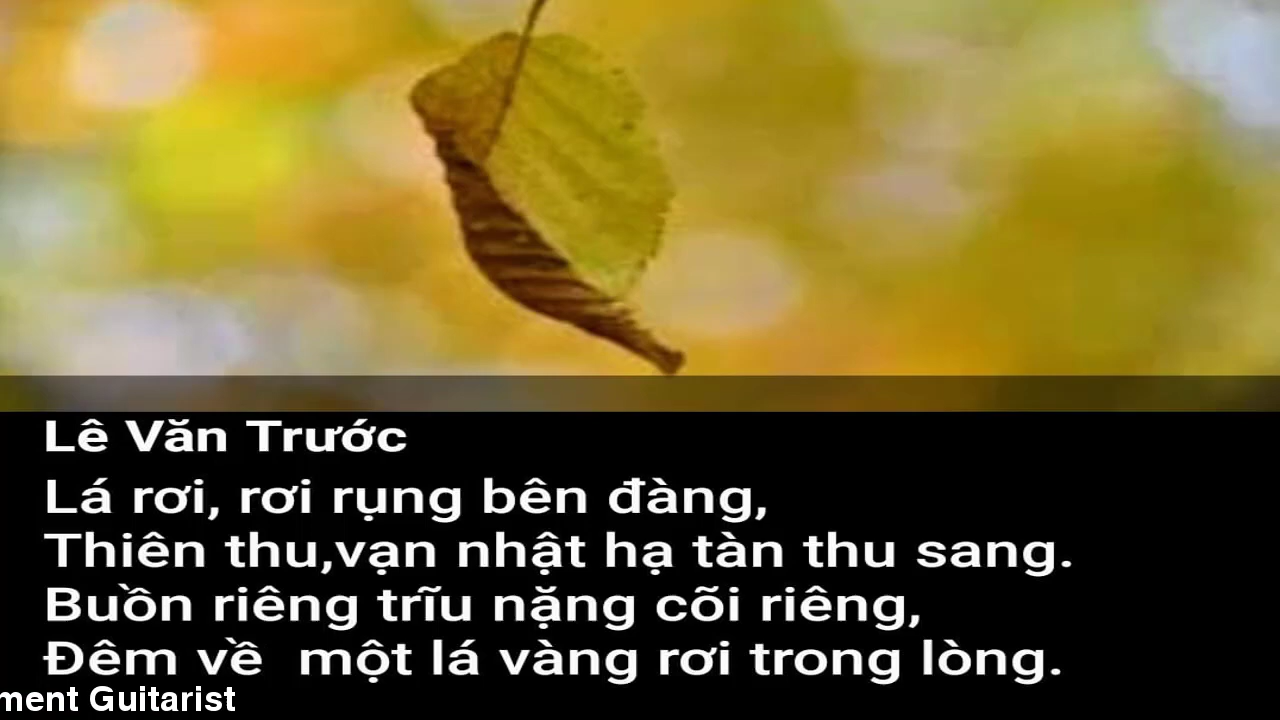 Lê Văn Trước
Lá rơi, rơi rụng bên đàng,
Thiên thu,vạn nhật hạ tàn thu sang.
Buồn riêng trĩu nặng cõi riêng,
Đêm về  một lá vàng rơi trong lòng.
ment Guitarist